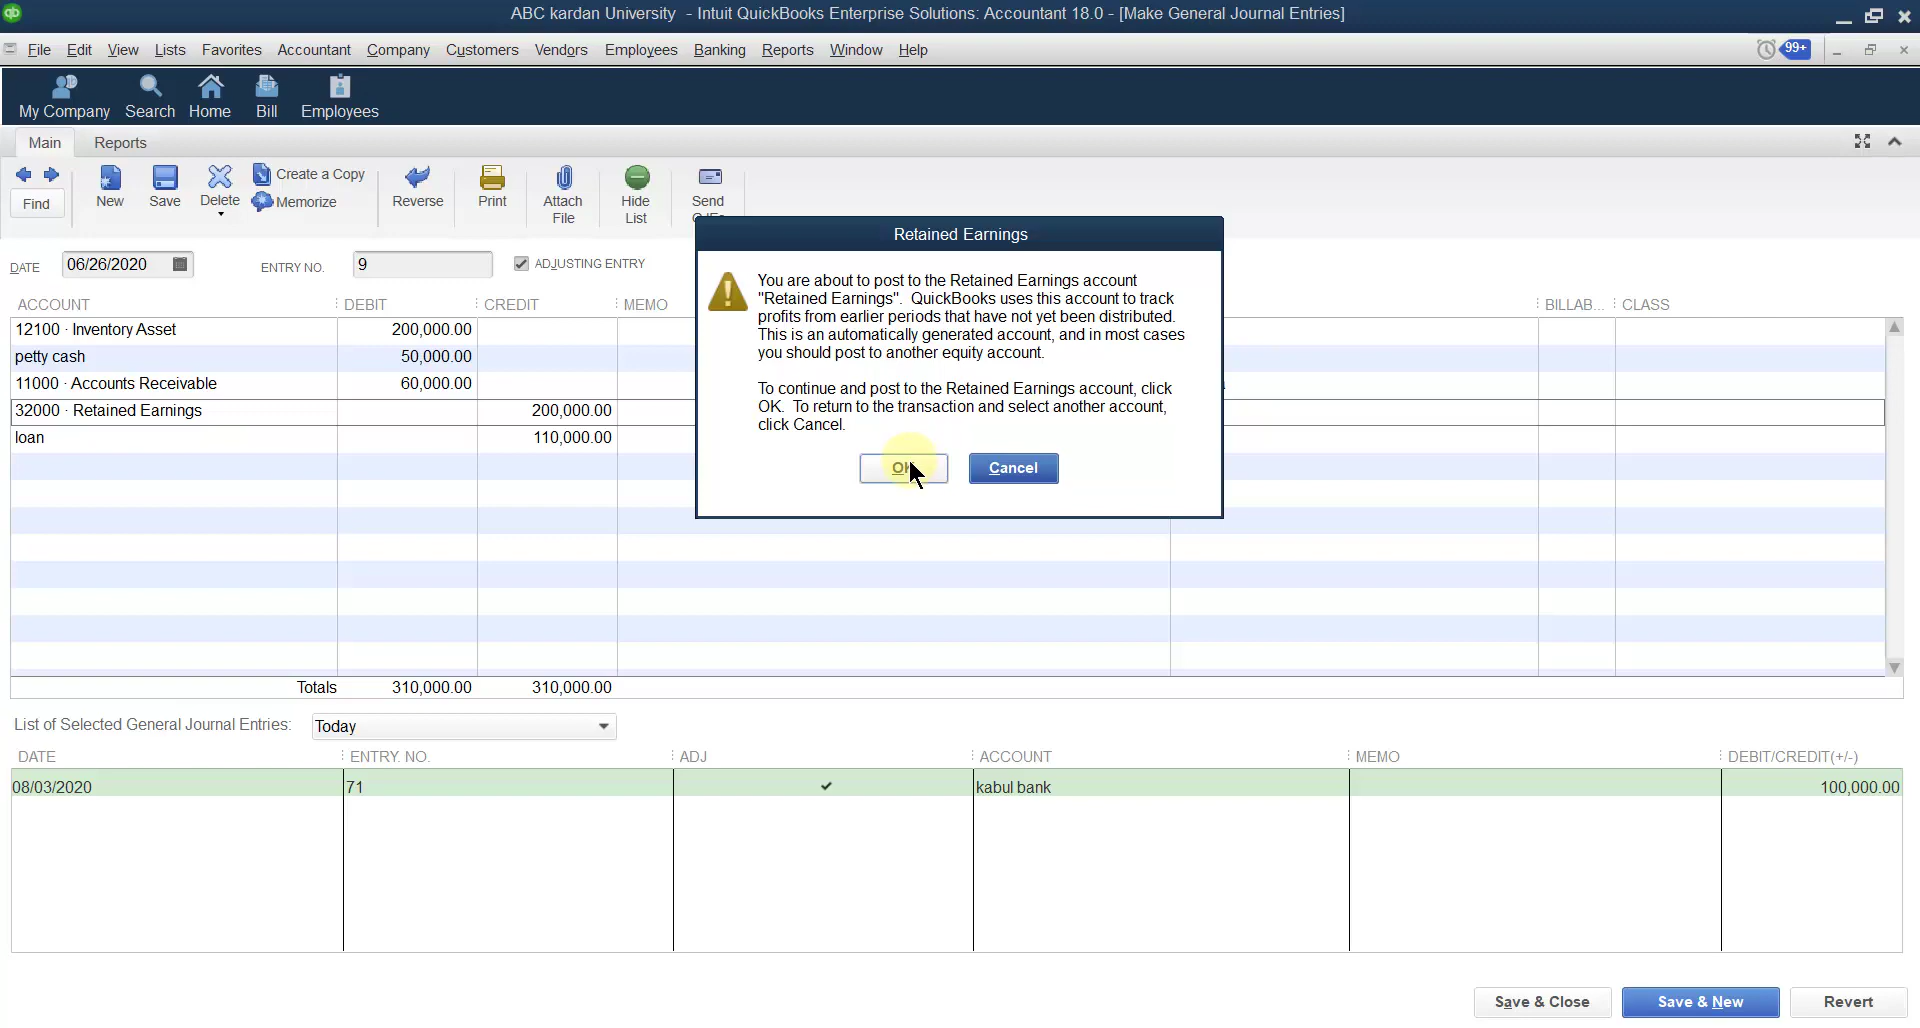 ABC kardan University - Intuit QuickBooks Enterprise Solutions: Accountant 18.0 - [Make General Journal Entries]
File Edit View Lists Favorites Accountant Company Customers Vendors Employees Banking Reports Window Help
99+
My Company Search Home Bill Employees
Main Reports
Find New Save Delete Create a Copy Memorize Reverse Print Attach File Hide List Send
DATE 06/26/2020 ENTRY NO. 9 ADJUSTING ENTRY
ACCOUNT DEBIT CREDIT MEMO BILLAB... CLASS
12100 · Inventory Asset 200,000.00
petty cash 50,000.00
11000 · Accounts Receivable 60,000.00
32000 · Retained Earnings 200,000.00
loan 110,000.00
Totals 310,000.00 310,000.00
Retained Earnings
You are about to post to the Retained Earnings account
"Retained Earnings". QuickBooks uses this account to track
profits from earlier periods that have not yet been distributed.
This is an automatically generated account, and in most cases
you should post to another equity account.
To continue and post to the Retained Earnings account, click
OK. To return to the transaction and select another account,
click Cancel.
OK Cancel
List of Selected General Journal Entries: Today
DATE ENTRY. NO. ADJ ACCOUNT MEMO DEBIT/CREDIT(+/-)
08/03/2020 71 kabul bank 100,000.00
Save & Close Save & New Revert